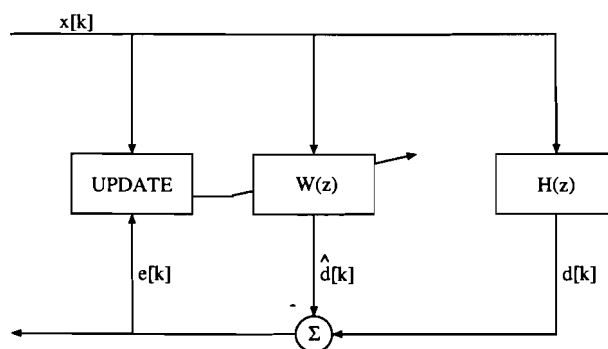 x[k]
UPDATE
W(z)
H(z)
e[k]
d̂[k]
d[k]
-
Σ